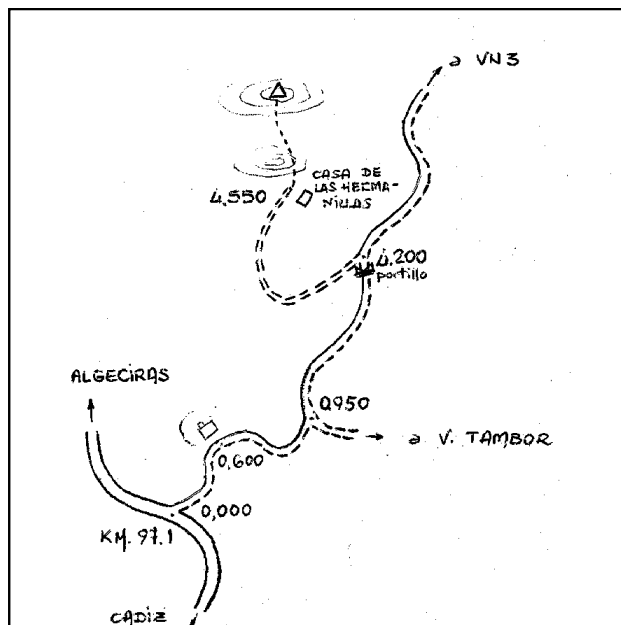 a VN3
CASA DE
LAS HERMA-
NILLAS
4,550
4.200
portillo
ALGECIRAS
0.950
a V. TAMBOR
0,600
0,000
KM. 97.1
CADIZ